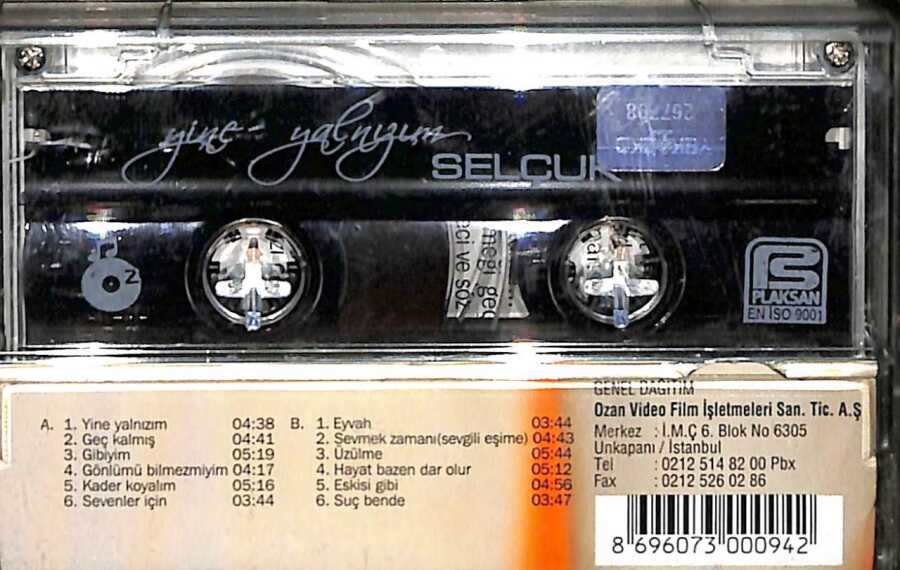 yine yalnızım
SELÇUK
267798
2
PLAKSAN
EN ISO 9001
eci ve söz
A. 1. Yine yalnızım 04:38
2. Geç kalmış 04:41
3. Gibiyim 05:19
4. Gönlümü bilmezmiyim 04:17
5. Kader koyalım 05:16
6. Sevenler için 03:44
B. 1. Eyvah 03:44
2. Sevmek zamanı(sevgili eşime) 04:43
3. Üzülme 05:44
4. Hayat bazen dar olur 05:12
5. Eskisi gibi 04:56
6. Suç bende 03:47
GENEL DAĞITIM
Ozan Video Film İşletmeleri San. Tic. A.Ş
Merkez : İ.M.Ç 6. Blok No 6305
Unkapanı / İstanbul
Tel : 0212 514 82 00 Pbx
Fax : 0212 526 02 86
8 696073 000942